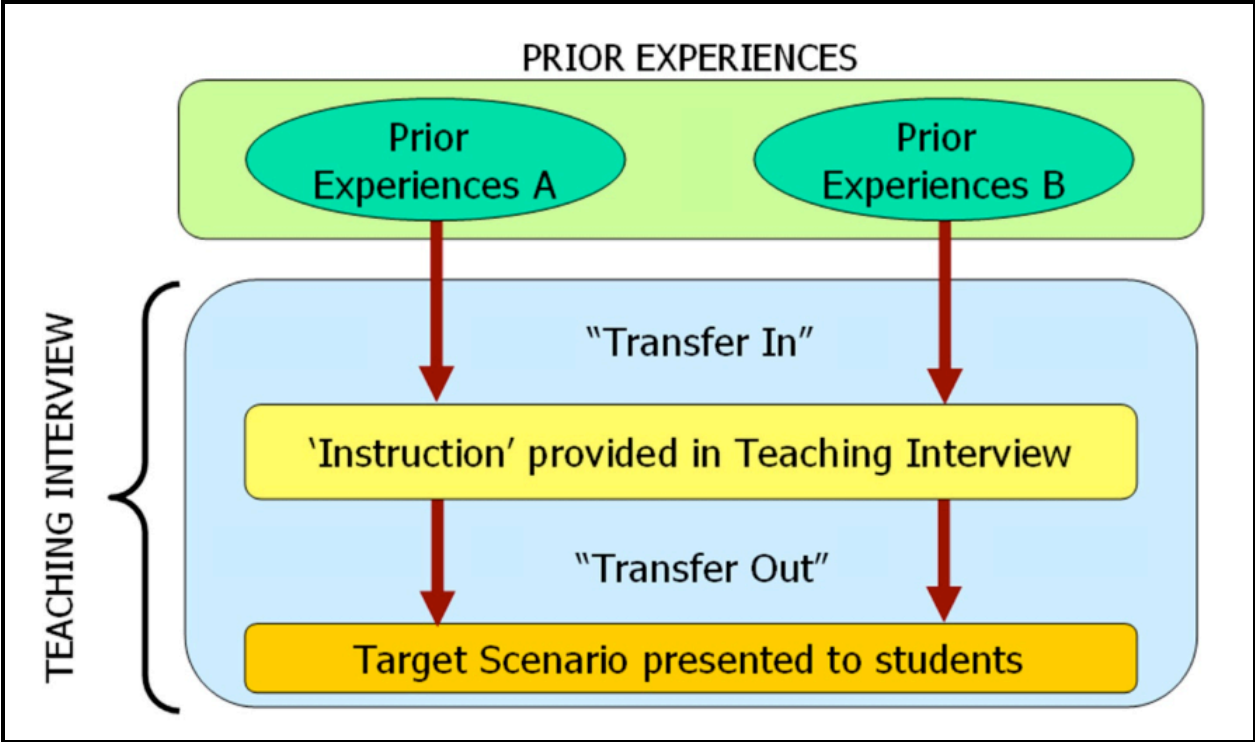 PRIOR EXPERIENCES
Prior
Experiences A
Prior
Experiences B
TEACHING INTERVIEW
“Transfer In”
‘Instruction’ provided in Teaching Interview
“Transfer Out”
Target Scenario presented to students